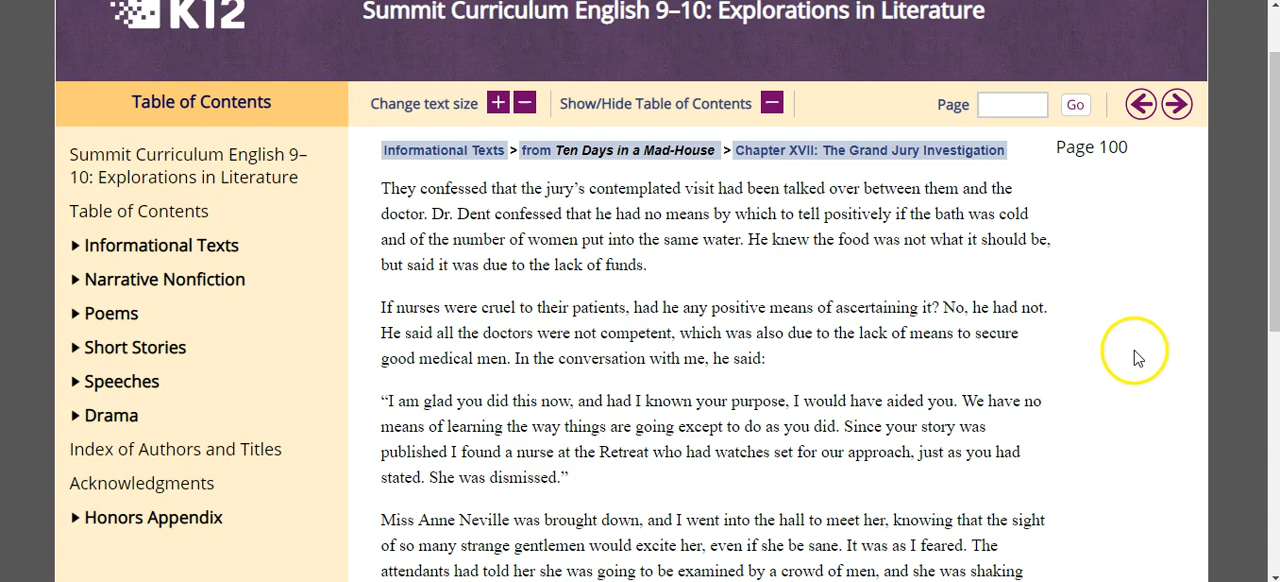 K12
Summit Curriculum English 9–10: Explorations in Literature
Table of Contents
Change text size + −
Show/Hide Table of Contents −
Page
Go
Summit Curriculum English 9–
10: Explorations in Literature
Table of Contents
Informational Texts
Narrative Nonfiction
Poems
Short Stories
Speeches
Drama
Index of Authors and Titles
Acknowledgments
Honors Appendix
Informational Texts > from Ten Days in a Mad-House > Chapter XVII: The Grand Jury Investigation
Page 100
They confessed that the jury’s contemplated visit had been talked over between them and the
doctor. Dr. Dent confessed that he had no means by which to tell positively if the bath was cold
and of the number of women put into the same water. He knew the food was not what it should be,
but said it was due to the lack of funds.
If nurses were cruel to their patients, had he any positive means of ascertaining it? No, he had not.
He said all the doctors were not competent, which was also due to the lack of means to secure
good medical men. In the conversation with me, he said:
“I am glad you did this now, and had I known your purpose, I would have aided you. We have no
means of learning the way things are going except to do as you did. Since your story was
published I found a nurse at the Retreat who had watches set for our approach, just as you had
stated. She was dismissed.”
Miss Anne Neville was brought down, and I went into the hall to meet her, knowing that the sight
of so many strange gentlemen would excite her, even if she be sane. It was as I feared. The
attendants had told her she was going to be examined by a crowd of men, and she was shaking